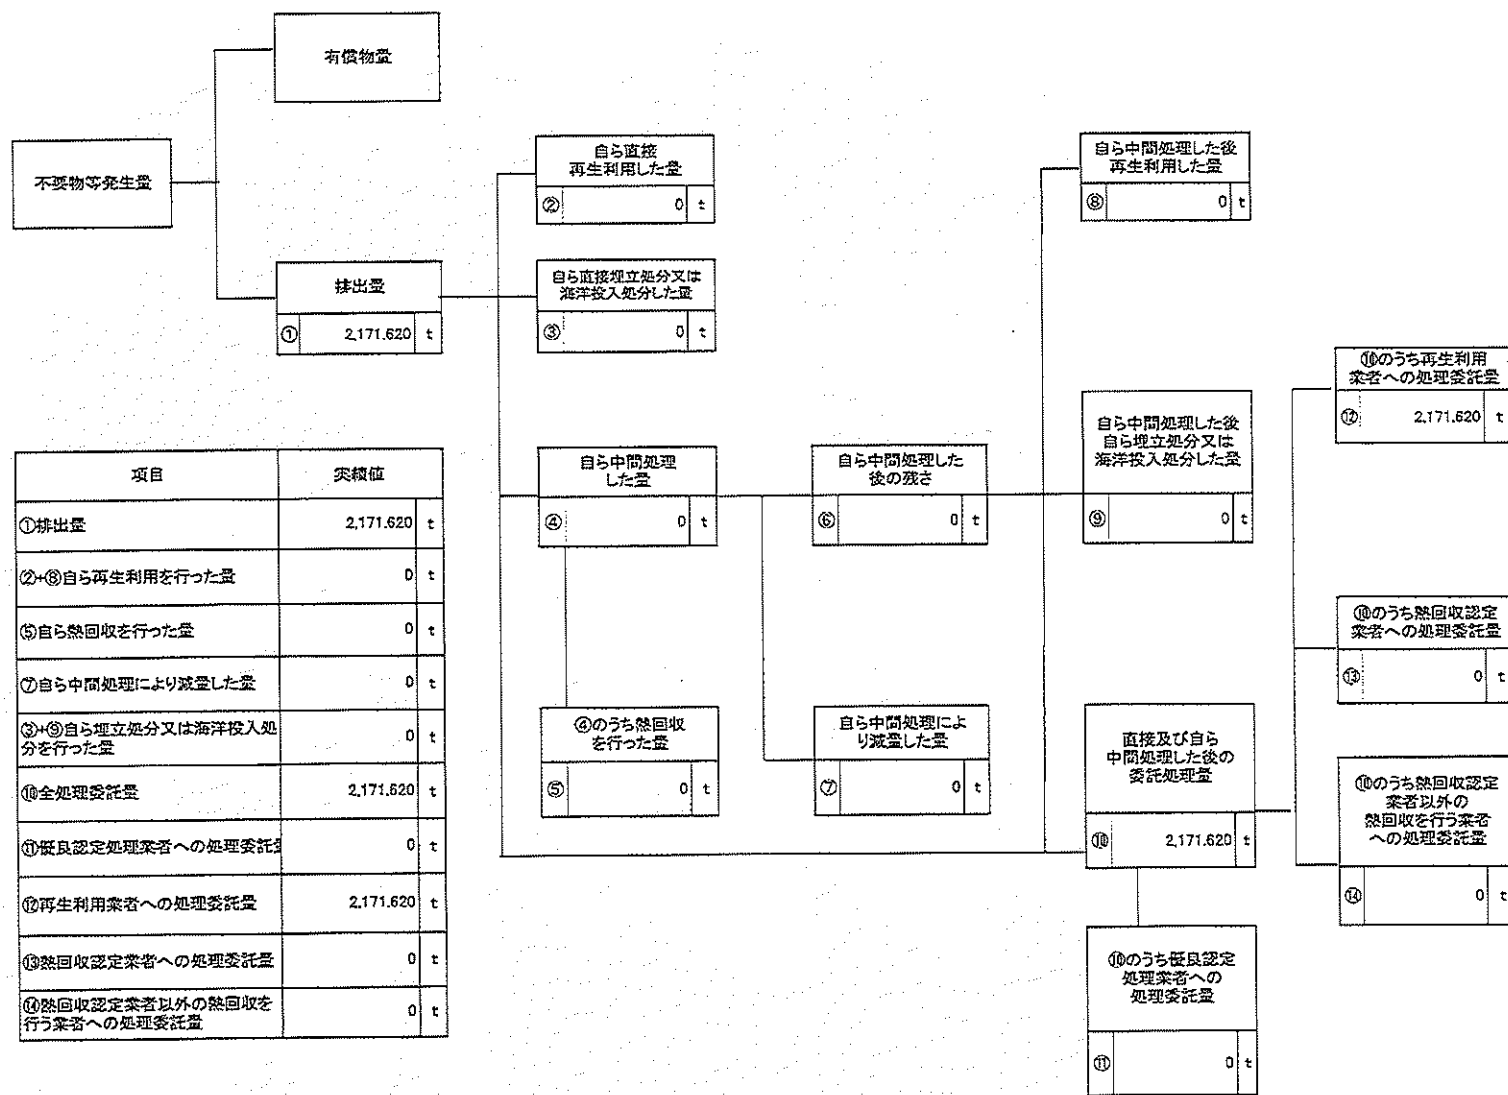 有償物量
不要物等発生量
排出量
① 2,171.620 t
自ら直接
再生利用した量
② 0 t
自ら直接埋立処分又は
海洋投入処分した量
③ 0 t
自ら中間処理
した量
④ 0 t
④のうち熱回収
を行った量
⑤ 0 t
自ら中間処理した
後の残さ
⑥ 0 t
自ら中間処理によ
り減量した量
⑦ 0 t
自ら中間処理した後
再生利用した量
⑧ 0 t
自ら中間処理した後
自ら埋立処分又は
海洋投入処分した量
⑨ 0 t
直接及び自ら
中間処理した後の
委託処理量
⑩ 2,171.620 t
⑩のうち優良認定
処理業者への
処理委託量
⑪ 0 t
⑩のうち再生利用
業者への処理委託量
⑫ 2,171.620 t
⑩のうち熱回収認定
業者への処理委託量
⑬ 0 t
⑩のうち熱回収認定
業者以外の
熱回収を行う業者
への処理委託量
⑭ 0 t
項目 実績値
①排出量 2,171.620 t
②+⑧自ら再生利用を行った量 0 t
⑤自ら熱回収を行った量 0 t
⑦自ら中間処理により減量した量 0 t
③+⑨自ら埋立処分又は海洋投入処
分を行った量 0 t
⑩全処理委託量 2,171.620 t
⑪優良認定処理業者への処理委託 0 t
⑫再生利用業者への処理委託量 2,171.620 t
⑬熱回収認定業者への処理委託量 0 t
⑭熱回収認定業者以外の熱回収を
行う業者への処理委託量 0 t